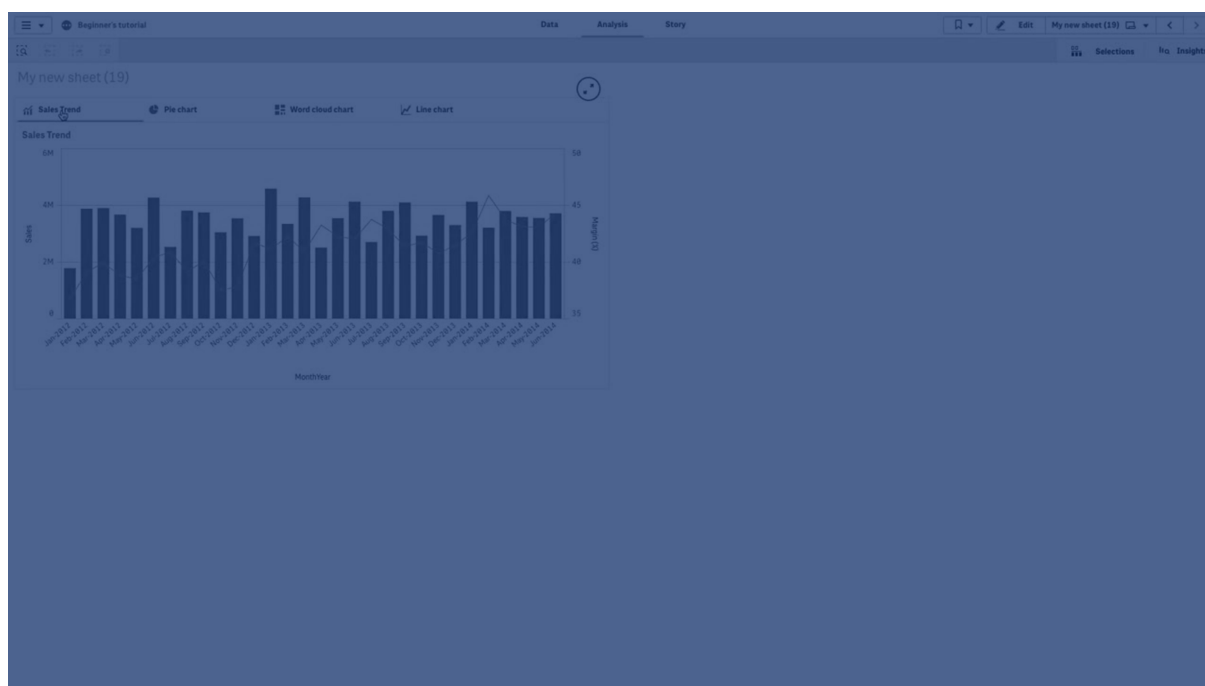 Beginner's tutorial Data Analysis Story Edit My new sheet (19)
Selections Insights
My new sheet (19)
Sales Trend Pie chart Word cloud chart Line chart
Sales Trend
6M 50
4M 45
Sales Margin (%)
2M 40
0 35
Jan-2012 Feb-2012 Mar-2012 Apr-2012 May-2012 Jun-2012 Jul-2012 Aug-2012 Sep-2012 Oct-2012 Nov-2012 Dec-2012 Jan-2013 Feb-2013 Mar-2013 Apr-2013 May-2013 Jun-2013 Jul-2013 Aug-2013 Sep-2013 Oct-2013 Nov-2013 Dec-2013 Jan-2014 Feb-2014 Mar-2014 Apr-2014 May-2014 Jun-2014
MonthYear